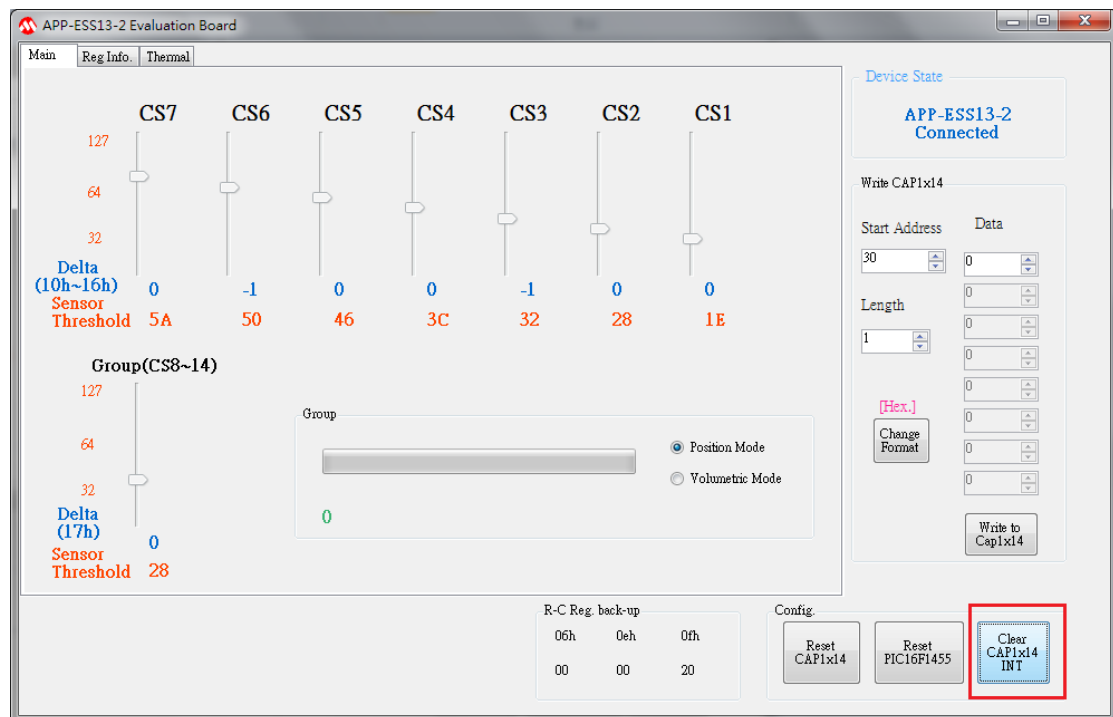 APP-ESS13-2 Evaluation Board
Main Reg Info. Thermal
CS7 CS6 CS5 CS4 CS3 CS2 CS1
127
64
32
Delta
(10h~16h) 0 -1 0 0 -1 0 0
Sensor
Threshold 5A 50 46 3C 32 28 1E
Group(CS8~14)
127
64
32
Delta
(17h) 0
Sensor
Threshold 28
Group
Position Mode
Volumetric Mode
0
Device State
APP-ESS13-2
Connected
Write CAP1x14
Start Address Data
30 0
0
Length
0
1
0
0
[Hex.]
0
Change
Format
0
0
Write to
Cap1x14
R-C Reg. back-up
06h 0eh 0fh
00 00 20
Config.
Reset
CAP1x14
Reset
PIC16F1455
Clear
CAP1x14
INT